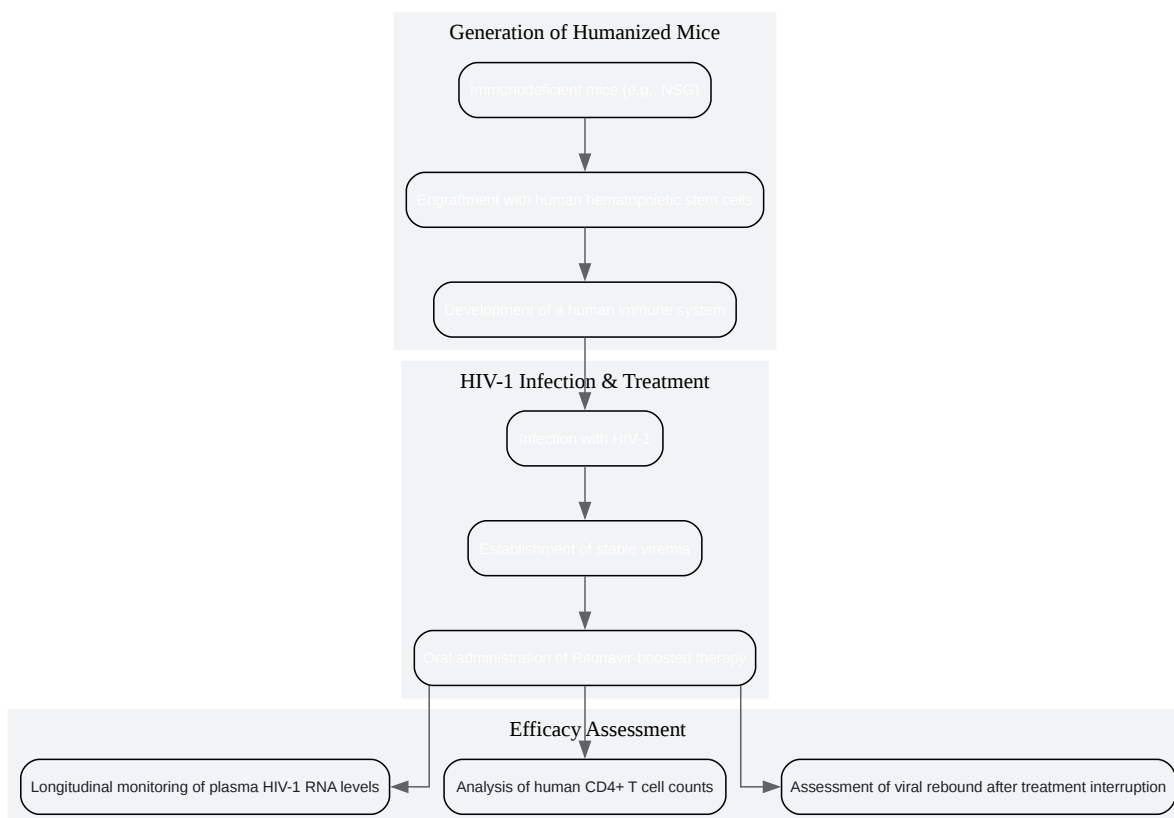 Generation of Humanized Mice
Immunodeficient mice (e.g., NSG)
Engraftment with human hematopoietic stem cells
Development of a human immune system
HIV-1 Infection & Treatment
Infection with HIV-1
Establishment of stable viremia
Oral administration of Ritonavir-boosted therapy
Efficacy Assessment
Longitudinal monitoring of plasma HIV-1 RNA levels
Analysis of human CD4+ T cell counts
Assessment of viral rebound after treatment interruption